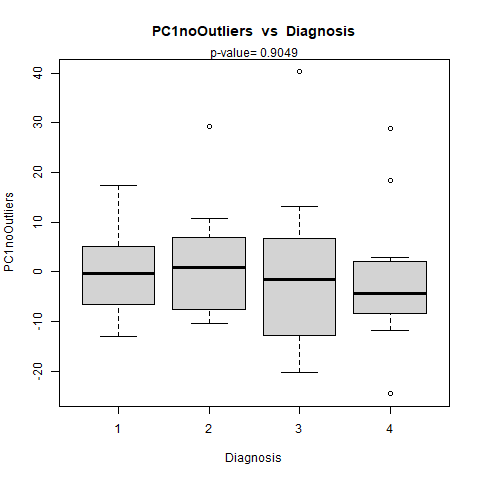 PC1noOutliers vs Diagnosis
p-value= 0.9049
PC1noOutliers
40
30
20
10
0
-10
-20
1 2 3 4
Diagnosis